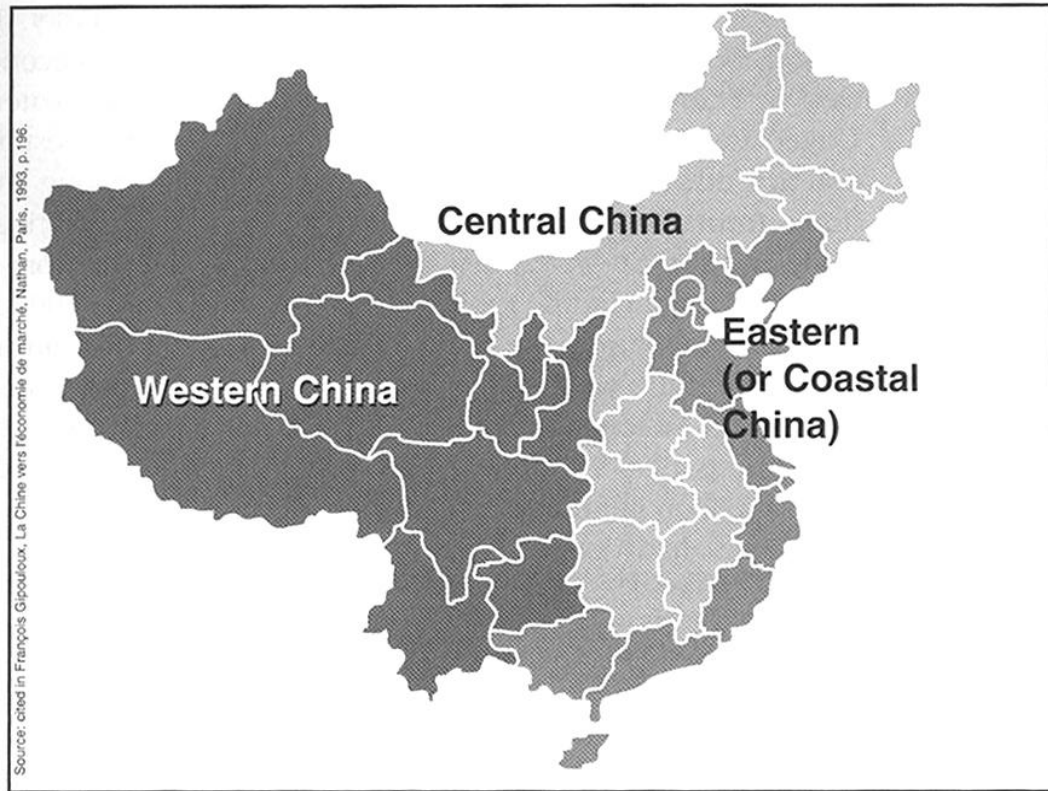 Central China
Eastern
(or Coastal
China)
Western China
Source: cited in François Gipouloux, La Chine vers l'économie de marché, Nathan, Paris, 1993, p.196.